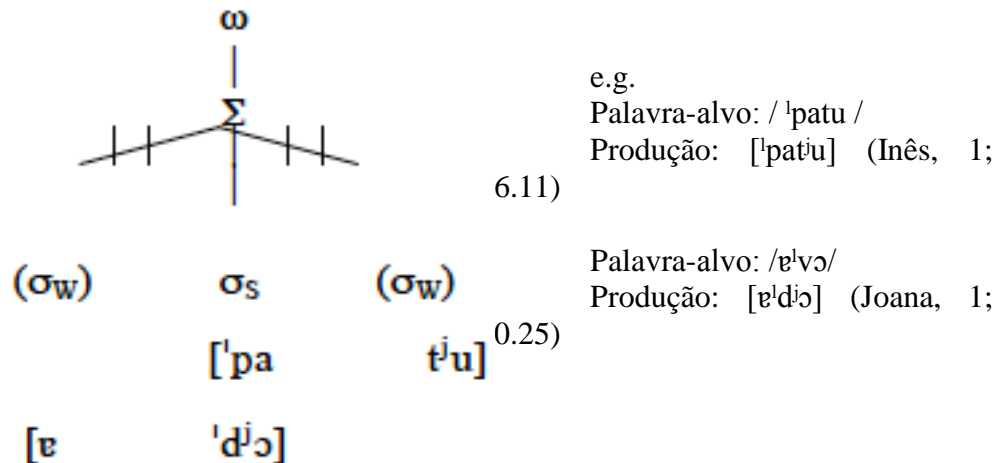 ω
Σ
e.g.
Palavra-alvo: / ˈpatu /
Produção: [ˈpatʲu] (Inês, 1;
6.11)
(σW) σS (σW)
Palavra-alvo: /ɐˈvɔ/
Produção: [ɐˈdʲɔ] (Joana, 1;
0.25)
[ˈpa tʲu]
[ɐ ˈdʲɔ]